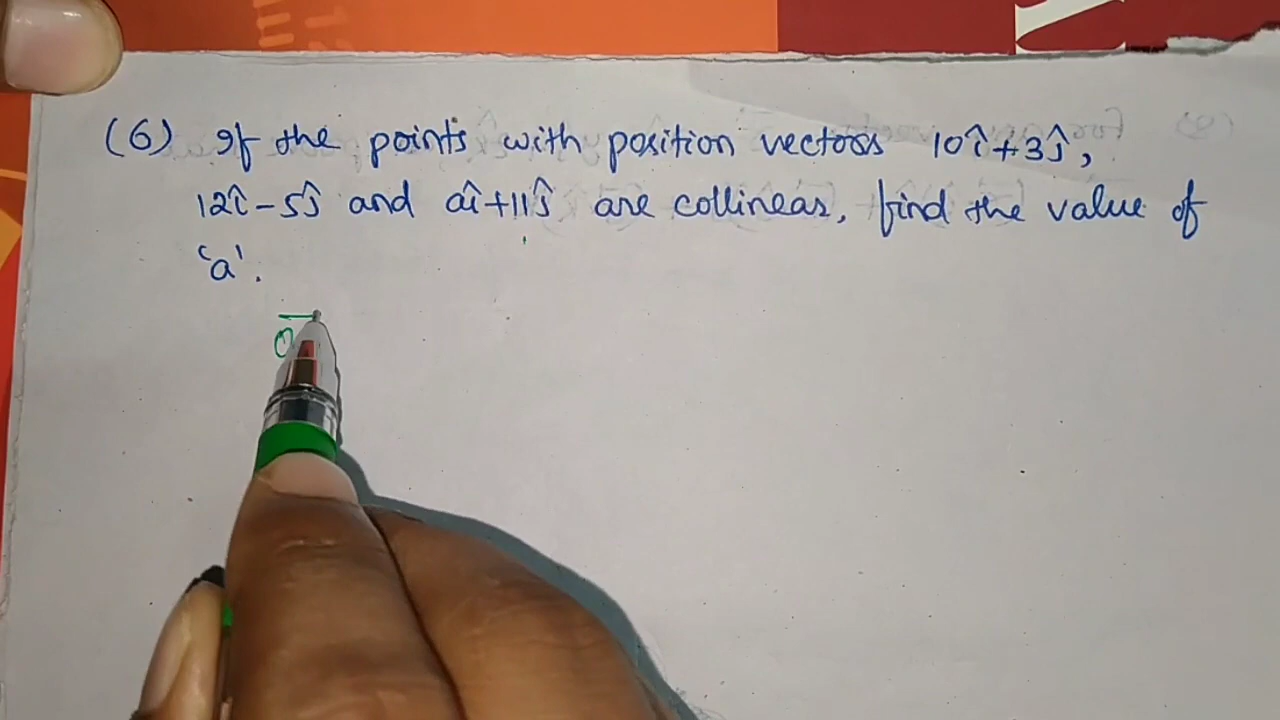 (6) If the points with position vectors 10î+3ĵ,
12î-5ĵ and aî+11ĵ are collinear, find the value of
'a'.